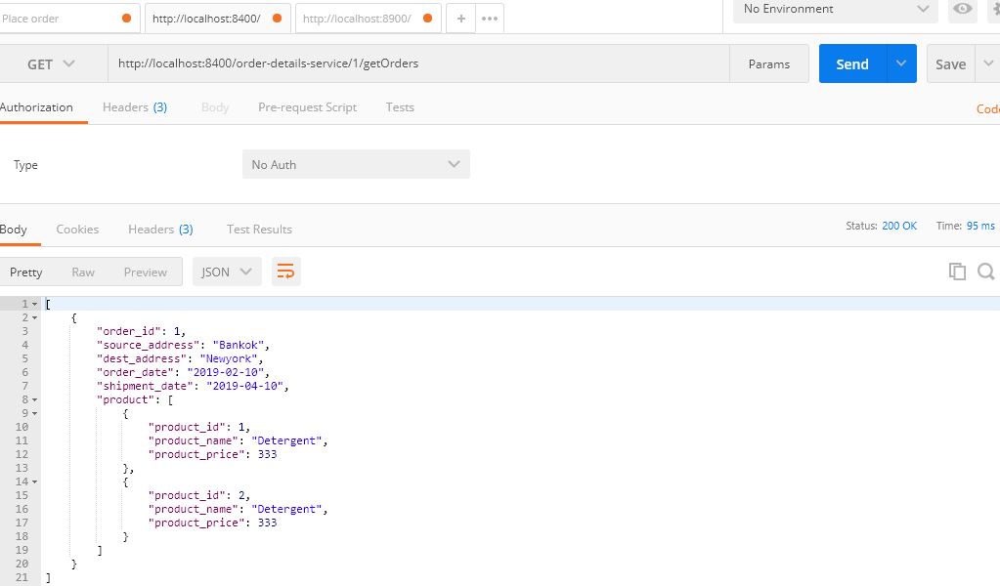 Place order http://localhost:8400/ http://localhost:8900/ + ••• No Environment
GET http://localhost:8400/order-details-service/1/getOrders Params Send Save
Authorization Headers (3) Body Pre-request Script Tests Code
Type No Auth
Body Cookies Headers (3) Test Results Status: 200 OK Time: 95 ms
Pretty Raw Preview JSON
1 [
2 {
3 "order_id": 1,
4 "source_address": "Bankok",
5 "dest_address": "Newyork",
6 "order_date": "2019-02-10",
7 "shipment_date": "2019-04-10",
8 "product": [
9 {
10 "product_id": 1,
11 "product_name": "Detergent",
12 "product_price": 333
13 },
14 {
15 "product_id": 2,
16 "product_name": "Detergent",
17 "product_price": 333
18 }
19 ]
20 }
21 ]